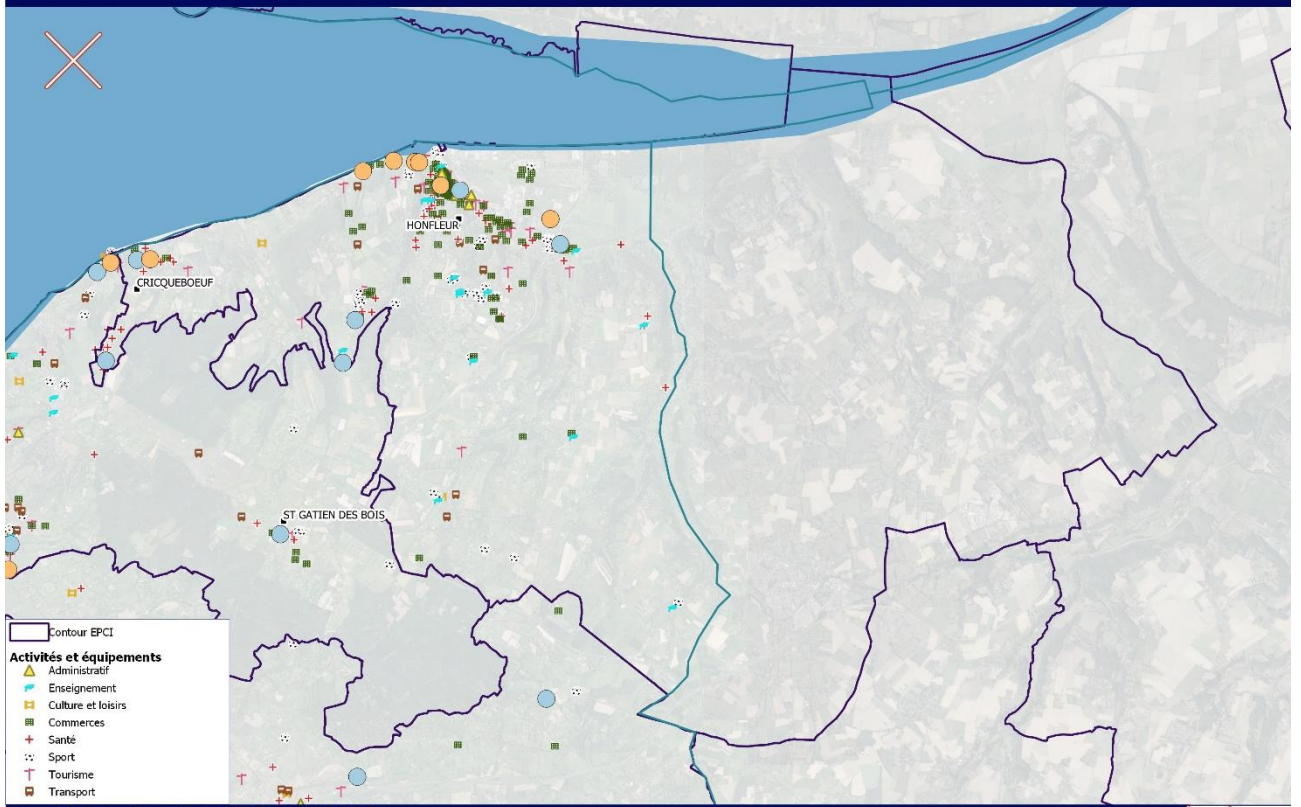 HONFLEUR
CRICQUEBOEUF
ST GATIEN DES BOIS
Contour EPCI
Activités et équipements
Administratif
Enseignement
Culture et loisirs
Commerces
Santé
Sport
Tourisme
Transport